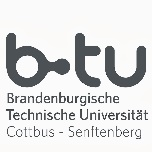 b-tu
Brandenburgische
Technische Universität
Cottbus - Senftenberg